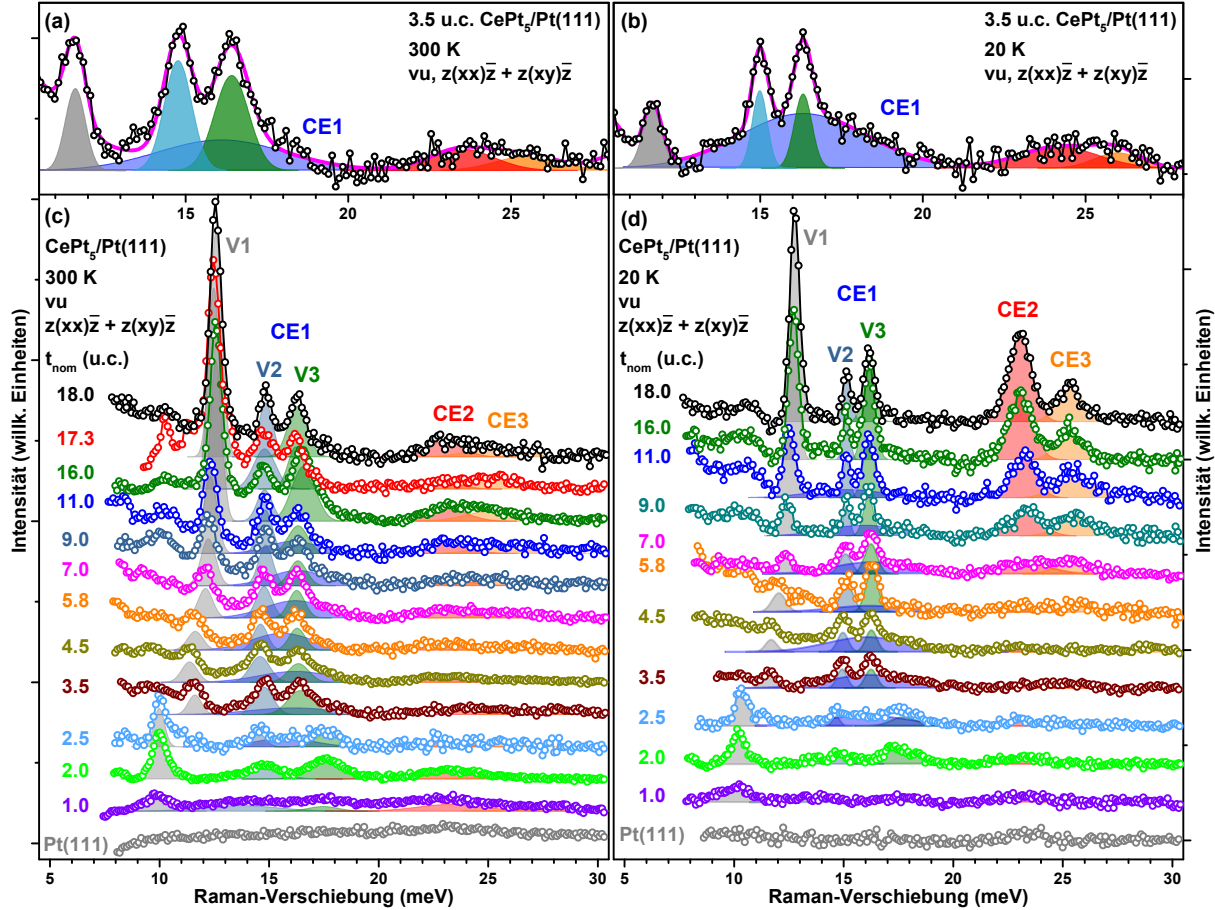 (a)
3.5 u.c. CePt5/Pt(111)
300 K
vu, z(xx)z̅ + z(xy)z̅
CE1
15 20 25
(b)
3.5 u.c. CePt5/Pt(111)
20 K
vu, z(xx)z̅ + z(xy)z̅
CE1
15 20 25
(c)
CePt5/Pt(111)
300 K
vu
z(xx)z̅ + z(xy)z̅
tnom (u.c.)
V1
CE1
V2
V3
CE2
CE3
18.0
17.3
16.0
11.0
9.0
7.0
5.8
4.5
3.5
2.5
2.0
1.0
Pt(111)
5 10 15 20 25 30
Raman-Verschiebung (meV)
Intensität (willk. Einheiten)
(d)
CePt5/Pt(111)
20 K
vu
z(xx)z̅ + z(xy)z̅
tnom (u.c.)
V1
CE1
V2
V3
CE2
CE3
18.0
16.0
11.0
9.0
7.0
5.8
4.5
3.5
2.5
2.0
1.0
Pt(111)
5 10 15 20 25 30
Raman-Verschiebung (meV)
Intensität (willk. Einheiten)